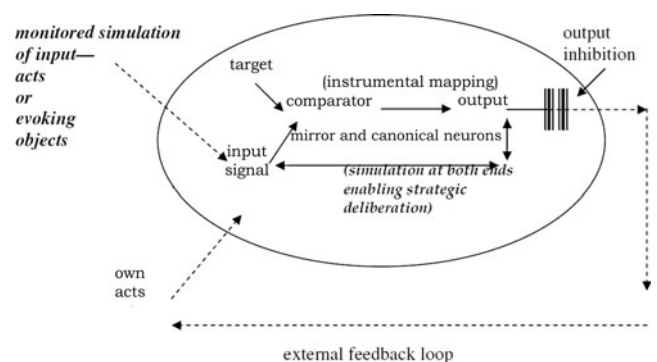 monitored simulation
of input—
acts
or
evoking
objects
output
inhibition
target
(instrumental mapping)
comparator
output
mirror and canonical neurons
input
signal
(simulation at both ends
enabling strategic
deliberation)
own
acts
external feedback loop